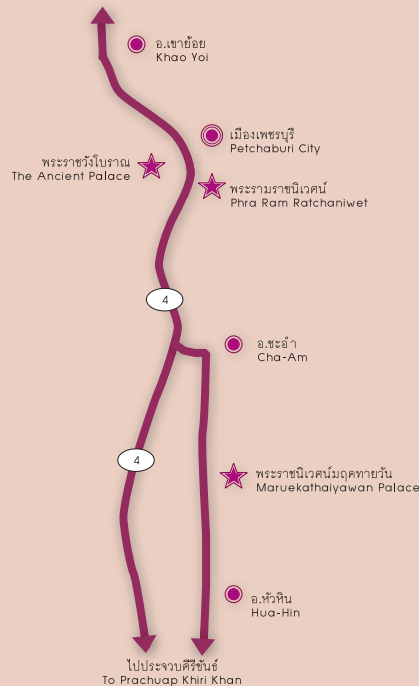 อ.เขาย้อย
Khao Yoi
เมืองเพชรบุรี
Petchaburi City
พระราชวังโบราณ
The Ancient Palace
พระรามราชนิเวศน์
Phra Ram Ratchaniwet
4
อ.ชะอำ
Cha-Am
4
พระราชนิเวศน์มฤคทายวัน
Maruekathaiyawan Palace
อ.หัวหิน
Hua-Hin
ไปประจวบคีรีขันธ์
To Prachuap Khiri Khan